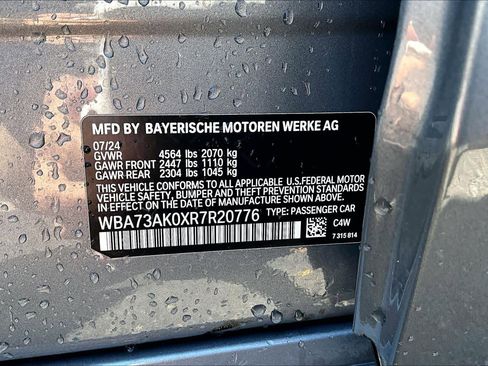 MFD BY BAYERISCHE MOTOREN WERKE AG
07/24
GVWR 4564 lbs 2070 kg
GAWR FRONT 2447 lbs 1110 kg
GAWR REAR 2304 lbs 1045 kg
THIS VEHICLE CONFORMS TO ALL APPLICABLE U.S. FEDERAL MOTOR
VEHICLE SAFETY, BUMPER, AND THEFT PREVENTION STANDARDS
IN EFFECT ON THE DATE OF MANUFACTURE SHOWN ABOVE.
WBA73AK0XR7R20776 TYPE: PASSENGER CAR
C4W
7 315 814